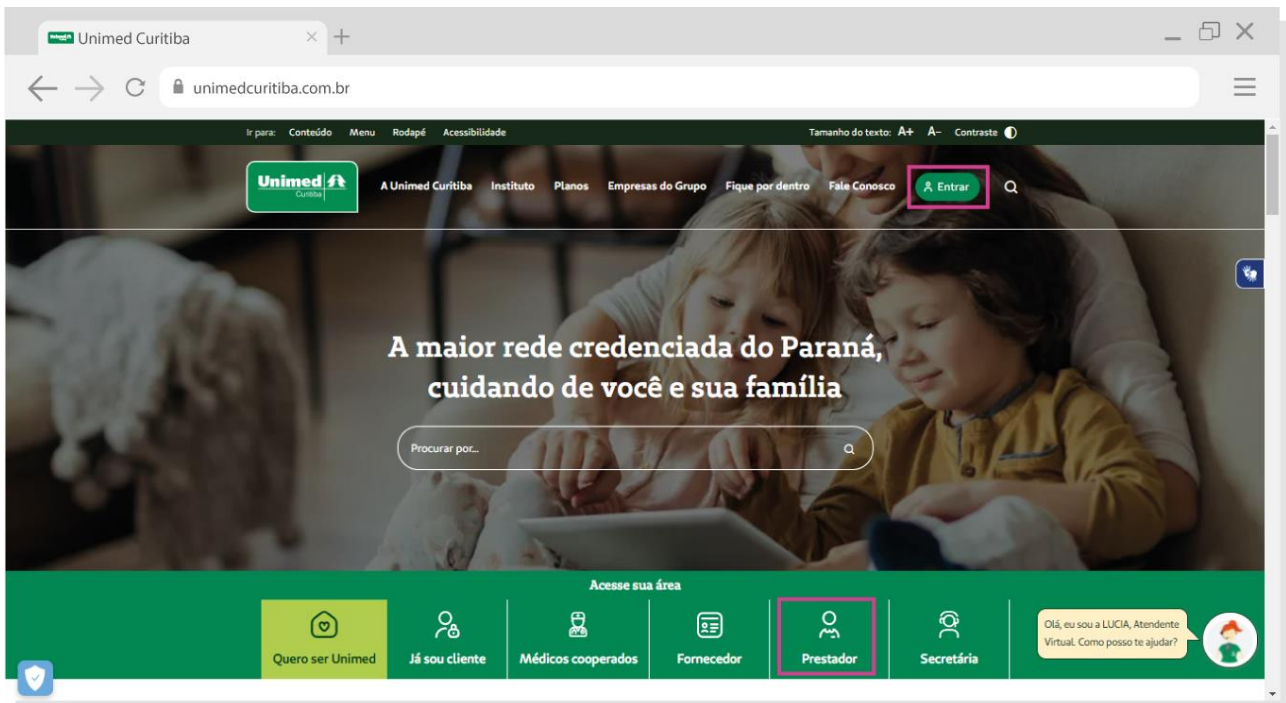 Unimed Curitiba
unimedcuritiba.com.br
Ir para: Conteúdo Menu Rodapé Acessibilidade Tamanho do texto: A+ A- Contraste
Unimed
Curitiba
A Unimed Curitiba Instituto Planos Empresas do Grupo Fique por dentro Fale Conosco Entrar
A maior rede credenciada do Paraná,
cuidando de você e sua família
Procurar por...
Acesse sua área
Quero ser Unimed Já sou cliente Médicos cooperados Fornecedor Prestador Secretária
Olá, eu sou a LUCIA, Atendente
Virtual. Como posso te ajudar?